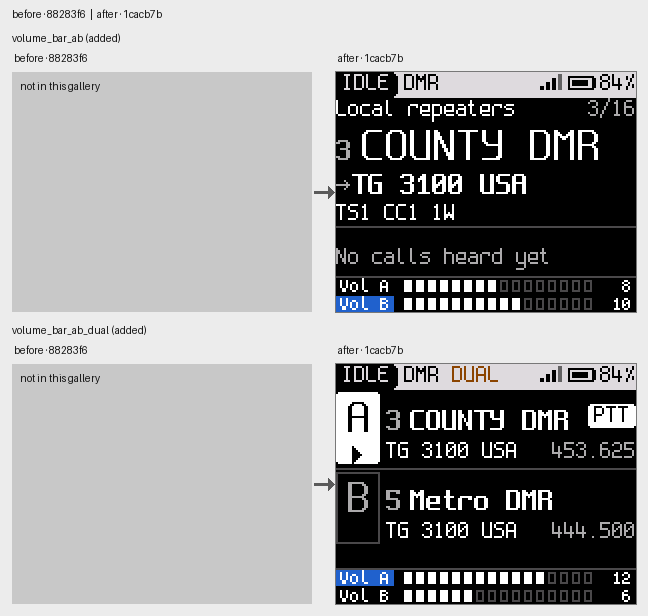 before·88283f6 | after·1cacb7b
volume_bar_ab (added)
before·88283f6
after·1cacb7b
not in this gallery
IDLE DMR 84%
Local repeaters 3/16
3 COUNTY DMR
→TG 3100 USA
TS1 CC1 1W
No calls heard yet
Vol A 8
Vol B 10
volume_bar_ab_dual (added)
before·88283f6
after·1cacb7b
not in this gallery
IDLE DMR DUAL 84%
A 3 COUNTY DMR PTT
TG 3100 USA 453.625
B 5 Metro DMR
TG 3100 USA 444.500
Vol A 12
Vol B 6